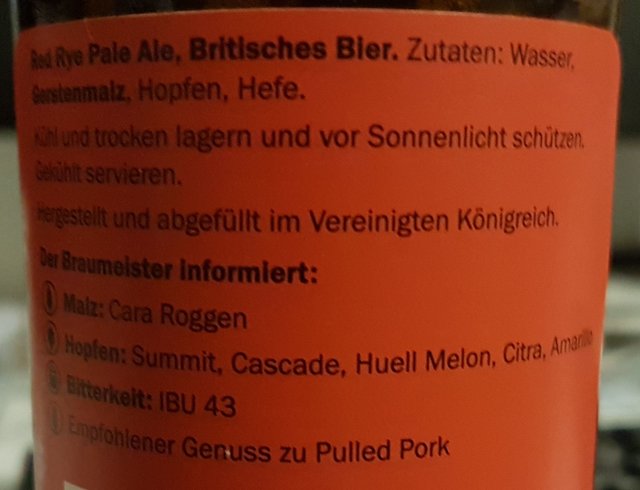 Red Rye Pale Ale, Britisches Bier. Zutaten: Wasser,
Gerstenmalz, Hopfen, Hefe.
Kühl und trocken lagern und vor Sonnenlicht schützen.
Gekühlt servieren.
Hergestellt und abgefüllt im Vereinigten Königreich.
Der Braumeister Informiert:
Malz: Cara Roggen
Hopfen: Summit, Cascade, Huell Melon, Citra, Amarillo
Bitterkeit: IBU 43
Empfohlener Genuss zu Pulled Pork